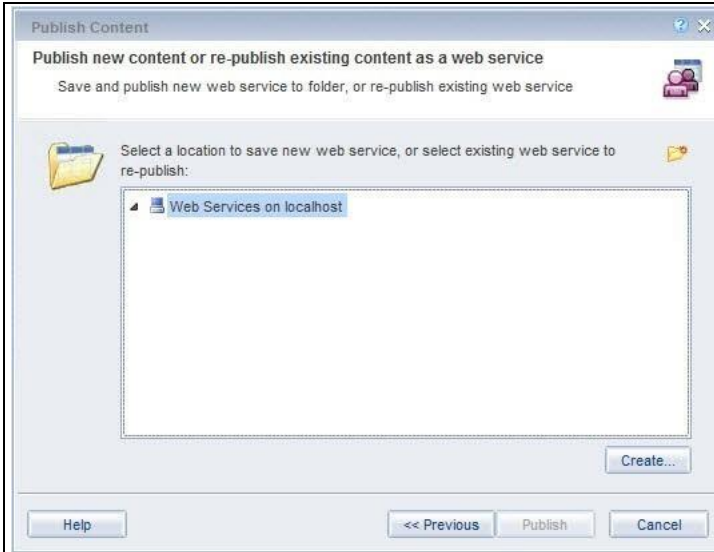 Publish Content
Publish new content or re-publish existing content as a web service
Save and publish new web service to folder, or re-publish existing web service
Select a location to save new web service, or select existing web service to
re-publish:
Web Services on localhost
Create...
Help
<< Previous
Publish
Cancel